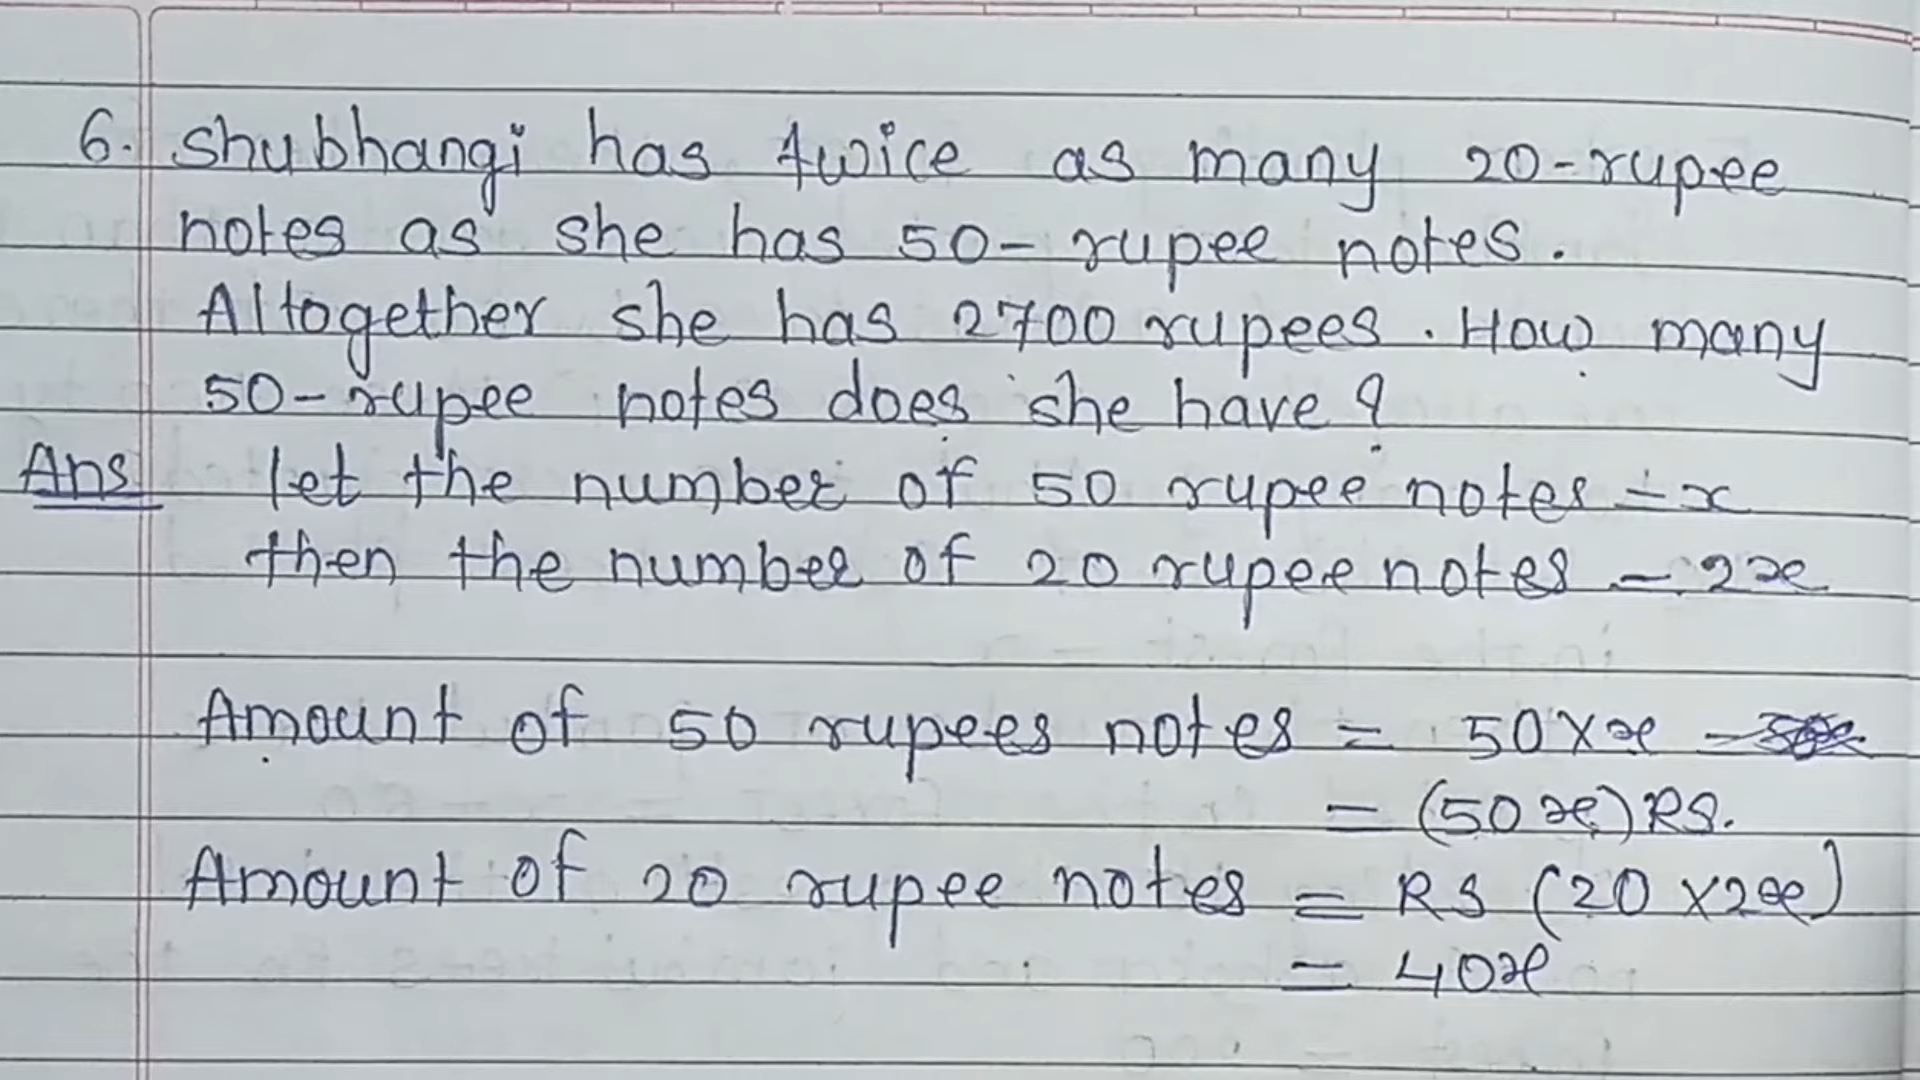 6. Shubhangi has twice as many 20-rupee
notes as she has 50-rupee notes.
Altogether she has 2700 rupees. How many
50-rupee notes does she have?
Ans let the number of 50 rupee notes = x
then the number of 20 rupee notes = 2x
Amount of 50 rupees notes = 50 × x
= (50x) RS.
Amount of 20 rupee notes = RS (20 × 2x)
= 40x